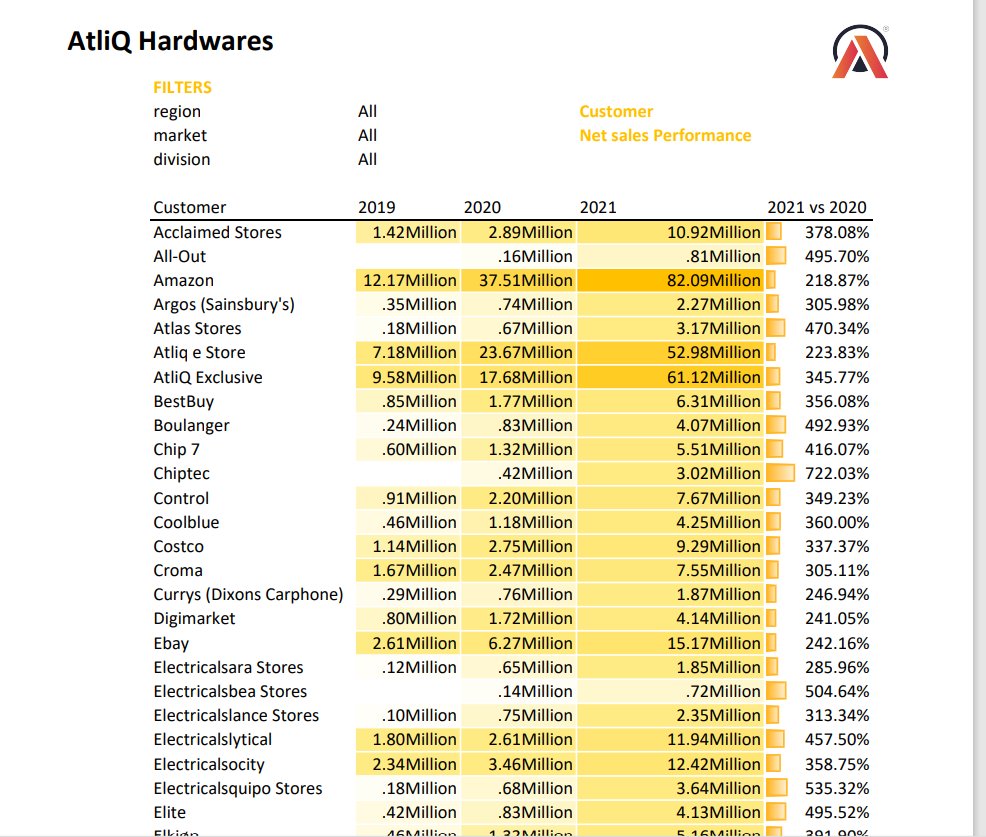 AtliQ Hardwares
FILTERS
region All Customer
market All Net sales Performance
division All
Customer 2019 2020 2021 2021 vs 2020
Acclaimed Stores 1.42Million 2.89Million 10.92Million 378.08%
All-Out .16Million .81Million 495.70%
Amazon 12.17Million 37.51Million 82.09Million 218.87%
Argos (Sainsbury's) .35Million .74Million 2.27Million 305.98%
Atlas Stores .18Million .67Million 3.17Million 470.34%
Atliq e Store 7.18Million 23.67Million 52.98Million 223.83%
AtliQ Exclusive 9.58Million 17.68Million 61.12Million 345.77%
BestBuy .85Million 1.77Million 6.31Million 356.08%
Boulanger .24Million .83Million 4.07Million 492.93%
Chip 7 .60Million 1.32Million 5.51Million 416.07%
Chiptec .42Million 3.02Million 722.03%
Control .91Million 2.20Million 7.67Million 349.23%
Coolblue .46Million 1.18Million 4.25Million 360.00%
Costco 1.14Million 2.75Million 9.29Million 337.37%
Croma 1.67Million 2.47Million 7.55Million 305.11%
Currys (Dixons Carphone) .29Million .76Million 1.87Million 246.94%
Digimarket .80Million 1.72Million 4.14Million 241.05%
Ebay 2.61Million 6.27Million 15.17Million 242.16%
Electricalsara Stores .12Million .65Million 1.85Million 285.96%
Electricalsbea Stores .14Million .72Million 504.64%
Electricalslance Stores .10Million .75Million 2.35Million 313.34%
Electricalslytical 1.80Million 2.61Million 11.94Million 457.50%
Electricalsocity 2.34Million 3.46Million 12.42Million 358.75%
Electricalsquipo Stores .18Million .68Million 3.64Million 535.32%
Elite .42Million .83Million 4.13Million 495.52%